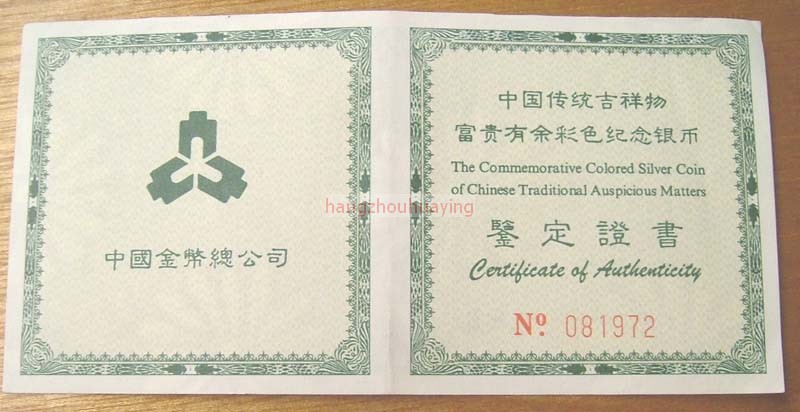 中國金幣總公司
中国传统吉祥物
富贵有余彩色纪念银币
The Commemorative Colored Silver Coin
of Chinese Traditional Auspicious Matters
鑒定證書
Certificate of Authenticity
Nº 081972
hangzhouhuaying